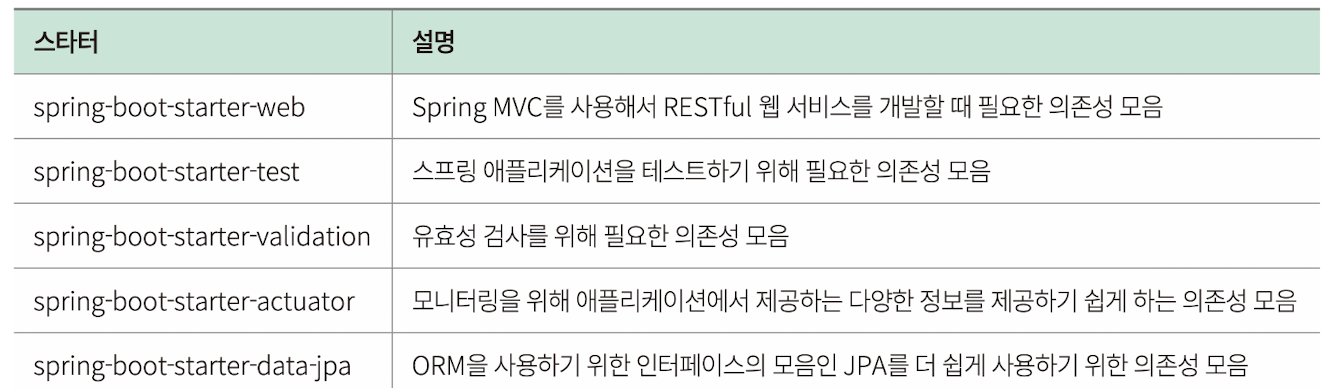 스타터 설명
spring-boot-starter-web Spring MVC를 사용해서 RESTful 웹 서비스를 개발할 때 필요한 의존성 모음
spring-boot-starter-test 스프링 애플리케이션을 테스트하기 위해 필요한 의존성 모음
spring-boot-starter-validation 유효성 검사를 위해 필요한 의존성 모음
spring-boot-starter-actuator 모니터링을 위해 애플리케이션에서 제공하는 다양한 정보를 제공하기 쉽게 하는 의존성 모음
spring-boot-starter-data-jpa ORM을 사용하기 위한 인터페이스의 모음인 JPA를 더 쉽게 사용하기 위한 의존성 모음